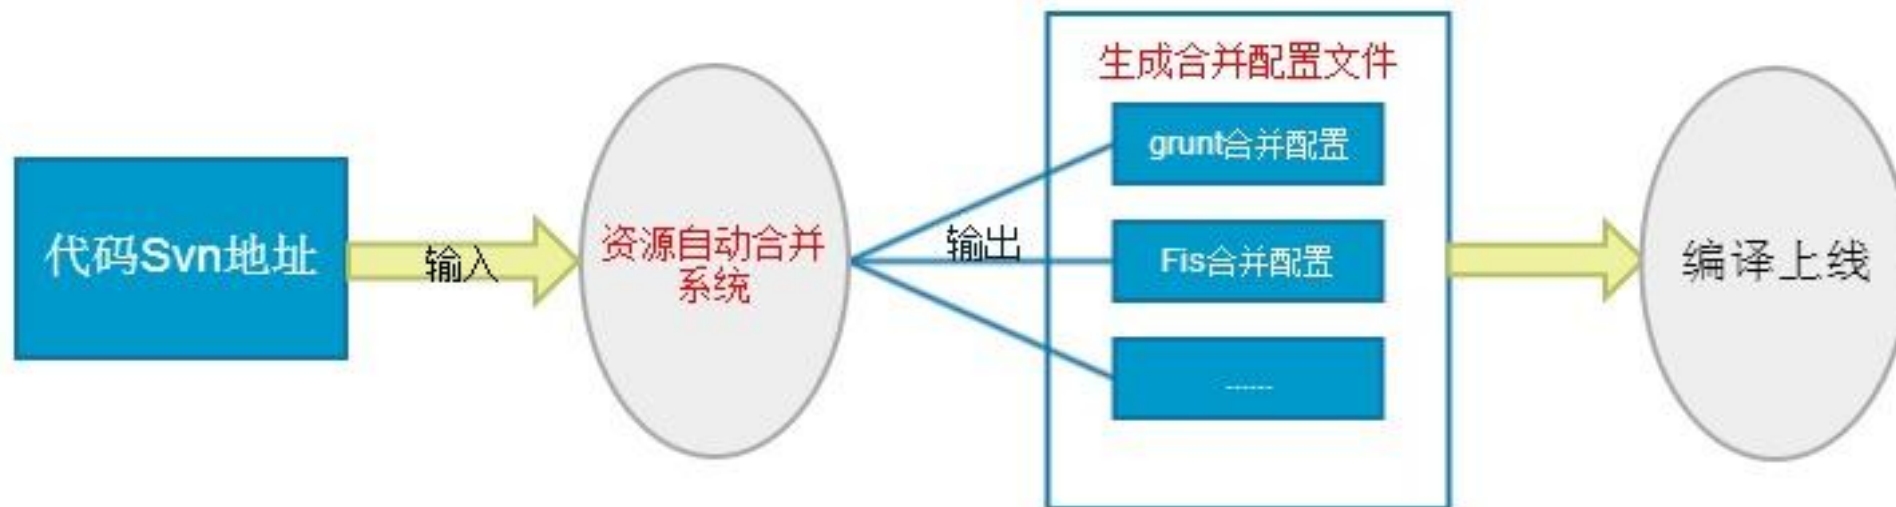 代码Svn地址
输入
资源自动合并
系统
输出
生成合并配置文件
grunt合并配置
Fis合并配置
------
编译上线